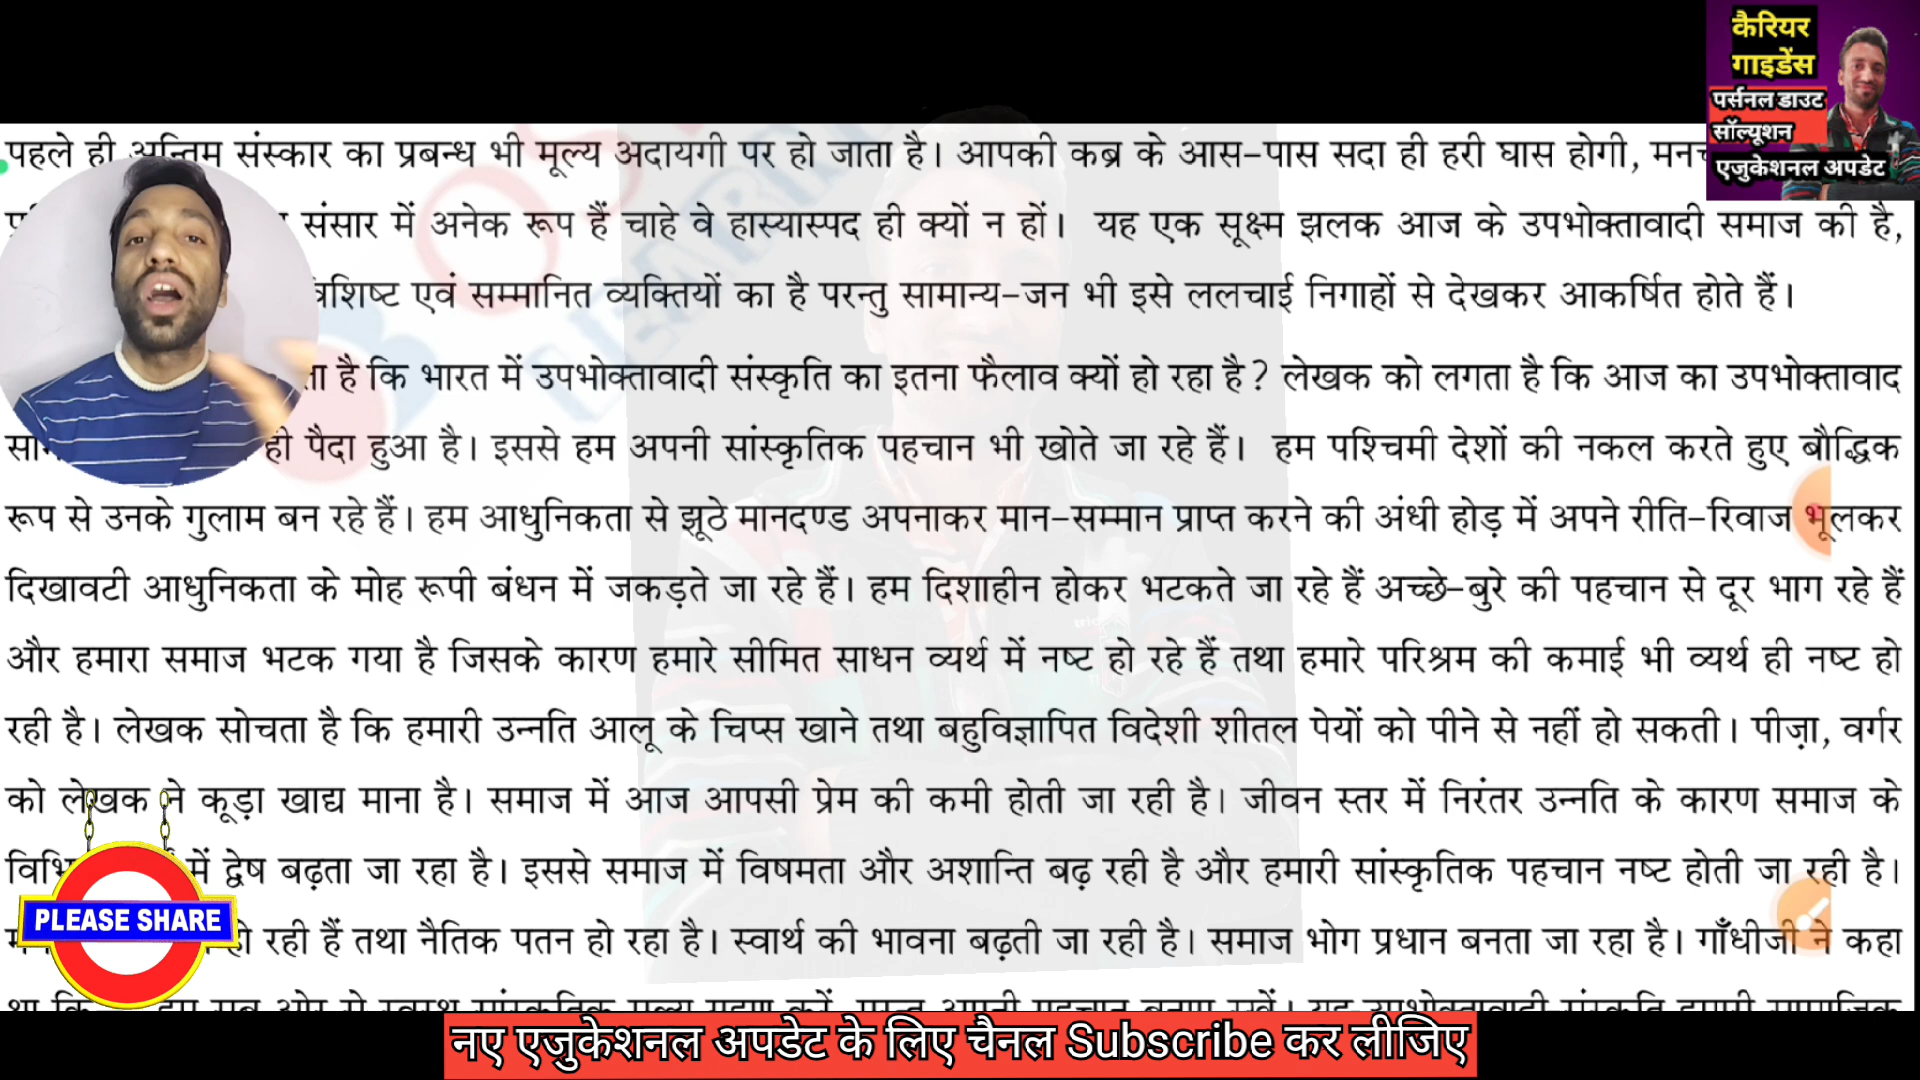 कैरियर
गाइडेंस
पर्सनल डाउट
सॉल्यूशन
एजुकेशनल अपडेट
पहले ही अन्तिम संस्कार का प्रबन्ध भी मूल्य अदायगी पर हो जाता है। आपकी कब्र के आस-पास सदा ही हरी घास होगी,
संसार में अनेक रूप हैं चाहे वे हास्यास्पद ही क्यों न हों। यह एक सूक्ष्म झलक आज के उपभोक्तावादी समाज की है,
एवं सम्मानित व्यक्तियों का है परन्तु सामान्य-जन भी इसे ललचाई निगाहों से देखकर आकर्षित होते हैं।
है कि भारत में उपभोक्तावादी संस्कृति का इतना फैलाव क्यों हो रहा है? लेखक को लगता है कि आज का उपभोक्तावाद
ही पैदा हुआ है। इससे हम अपनी सांस्कृतिक पहचान भी खोते जा रहे हैं। हम पश्चिमी देशों की नकल करते हुए बौद्धिक
रूप से उनके गुलाम बन रहे हैं। हम आधुनिकता से झूठे मानदण्ड अपनाकर मान-सम्मान प्राप्त करने की अंधी होड़ में अपने रीति-रिवाज भूलकर
दिखावटी आधुनिकता के मोह रूपी बंधन में जकड़ते जा रहे हैं। हम दिशाहीन होकर भटकते जा रहे हैं अच्छे-बुरे की पहचान से दूर भाग रहे हैं
और हमारा समाज भटक गया है जिसके कारण हमारे सीमित साधन व्यर्थ में नष्ट हो रहे हैं तथा हमारे परिश्रम की कमाई भी व्यर्थ ही नष्ट हो
रही है। लेखक सोचता है कि हमारी उन्नति आलू के चिप्स खाने तथा बहुविज्ञापित विदेशी शीतल पेयों को पीने से नहीं हो सकती। पीज़ा, वर्गर
को लेखक ने कूड़ा खाद्य माना है। समाज में आज आपसी प्रेम की कमी होती जा रही है। जीवन स्तर में निरंतर उन्नति के कारण समाज के
में द्वेष बढ़ता जा रहा है। इससे समाज में विषमता और अशान्ति बढ़ रही है और हमारी सांस्कृतिक पहचान नष्ट होती जा रही है।
हो रही हैं तथा नैतिक पतन हो रहा है। स्वार्थ की भावना बढ़ती जा रही है। समाज भोग प्रधान बनता जा रहा है। गाँधीजी ने कहा
PLEASE SHARE
नए एजुकेशनल अपडेट के लिए चैनल Subscribe कर लीजिए